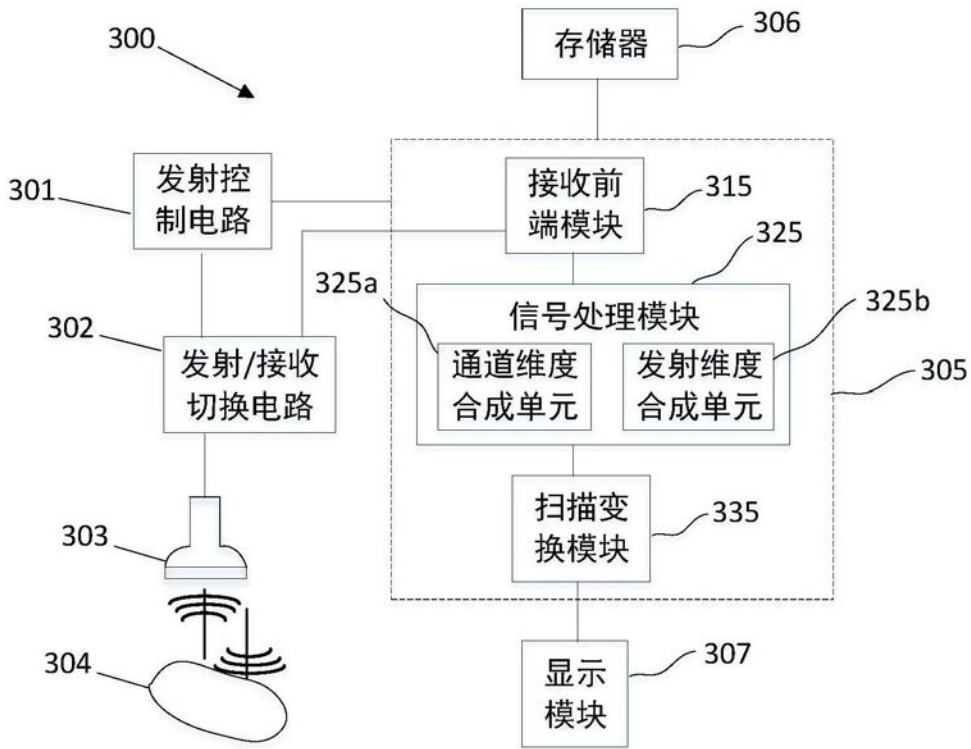 300
存储器
306
301
发射控
制电路
接收前
端模块
315
325
325a
信号处理模块
325b
302
发射/接收
切换电路
通道维度
合成单元
发射维度
合成单元
305
303
扫描变
换模块
335
304
显示
模块
307